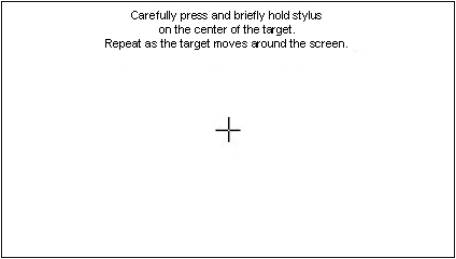 Carefully press and briefly hold stylus
on the center of the target.
Repeat as the target moves around the screen.